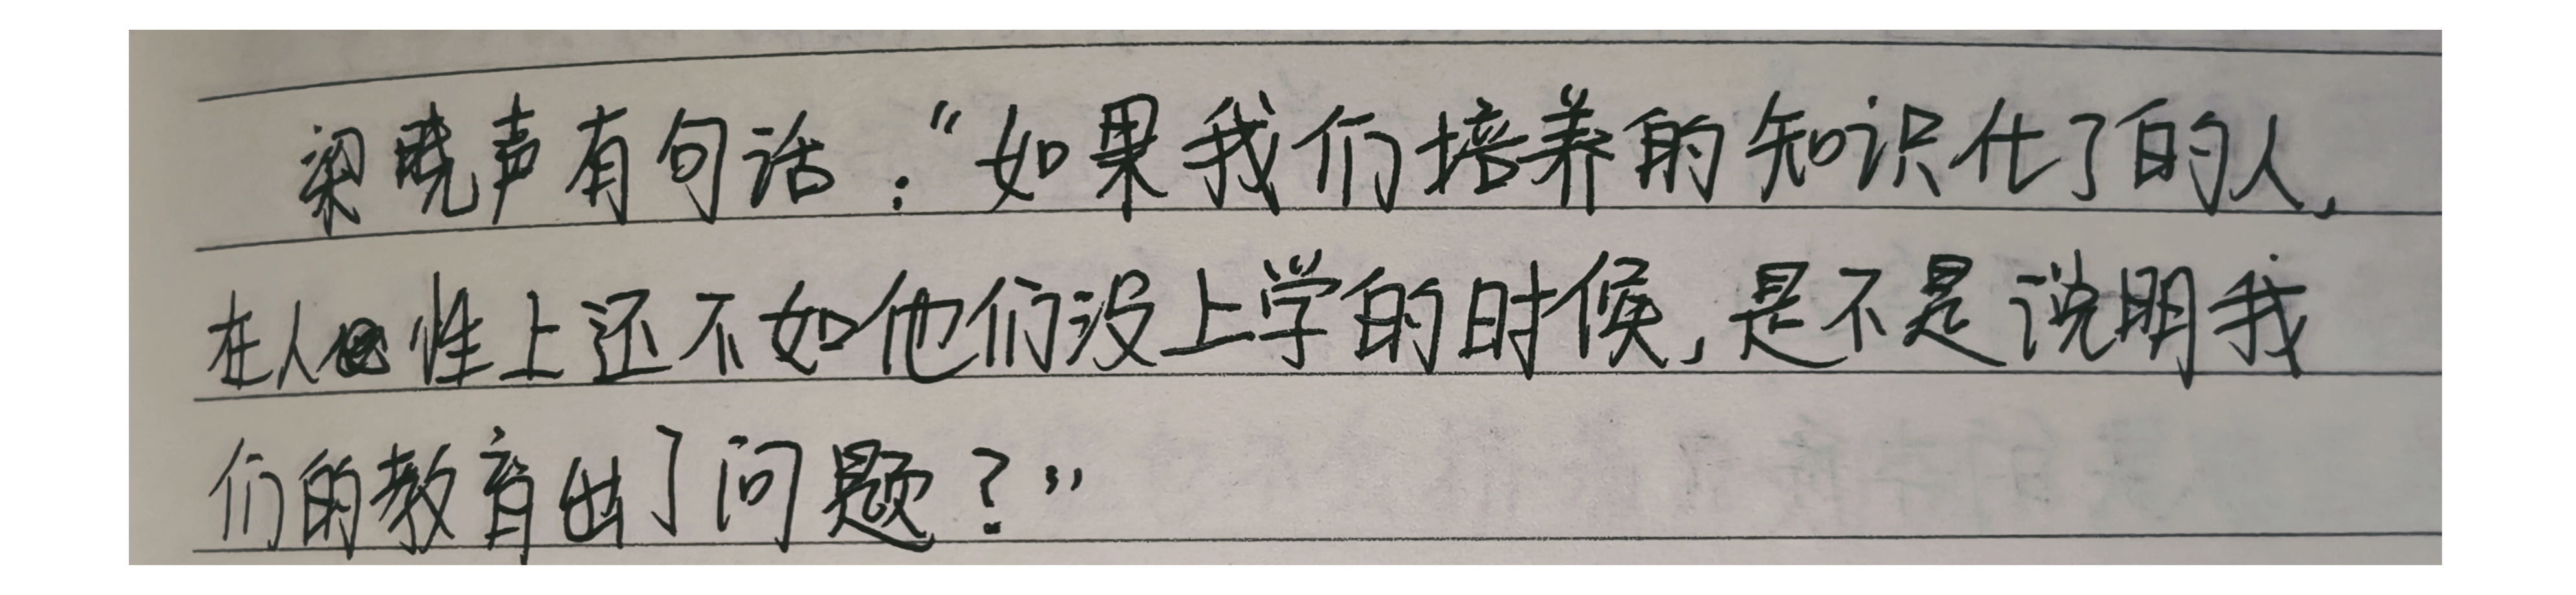 梁晓声有句话："如果我们培养的知识化了的人，
在人性上还不如他们没上学的时候，是不是说明我
们的教育出了问题？"